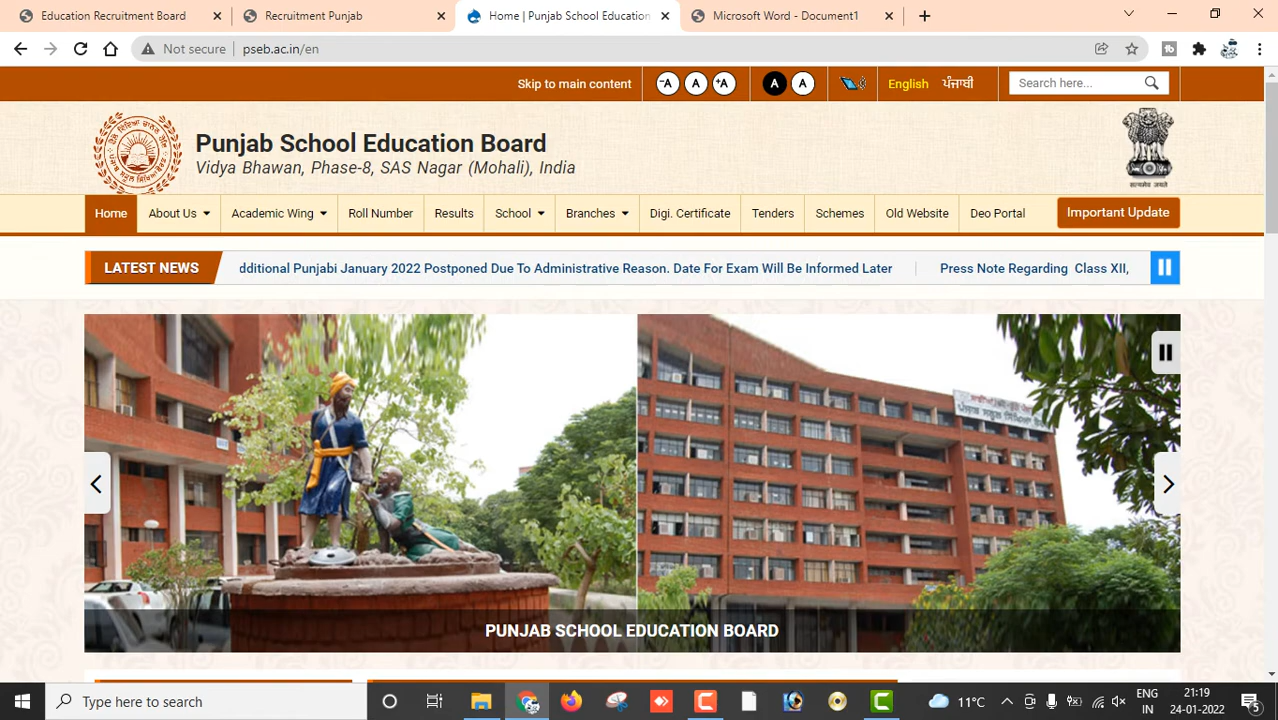 Education Recruitment Board
Recruitment Punjab
Home | Punjab School Education
Microsoft Word - Document1
Not secure pseb.ac.in/en
Skip to main content
-A A +A
A A
English ਪੰਜਾਬੀ
Search here...
Punjab School Education Board
Vidya Bhawan, Phase-8, SAS Nagar (Mohali), India
सत्यमेव जयते
Home About Us Academic Wing Roll Number Results School Branches Digi. Certificate Tenders Schemes Old Website Deo Portal Important Update
LATEST NEWS dditional Punjabi January 2022 Postponed Due To Administrative Reason. Date For Exam Will Be Informed Later Press Note Regarding Class XII,
PUNJAB SCHOOL EDUCATION BOARD
Type here to search
11°C
ENG
IN
21:19
24-01-2022
5